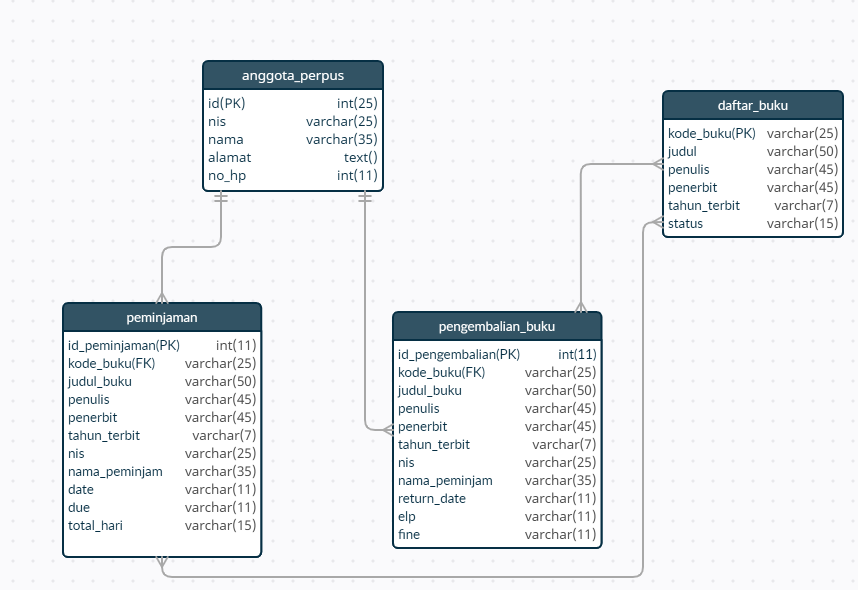 anggota_perpus
id(PK) int(25)
nis varchar(25)
nama varchar(35)
alamat text()
no_hp int(11)
daftar_buku
kode_buku(PK) varchar(25)
judul varchar(50)
penulis varchar(45)
penerbit varchar(45)
tahun_terbit varchar(7)
status varchar(15)
peminjaman
id_peminjaman(PK) int(11)
kode_buku(FK) varchar(25)
judul_buku varchar(50)
penulis varchar(45)
penerbit varchar(45)
tahun_terbit varchar(7)
nis varchar(25)
nama_peminjam varchar(35)
date varchar(11)
due varchar(11)
total_hari varchar(15)
pengembalian_buku
id_pengembalian(PK) int(11)
kode_buku(FK) varchar(25)
judul_buku varchar(50)
penulis varchar(45)
penerbit varchar(45)
tahun_terbit varchar(7)
nis varchar(25)
nama_peminjam varchar(35)
return_date varchar(11)
elp varchar(11)
fine varchar(11)